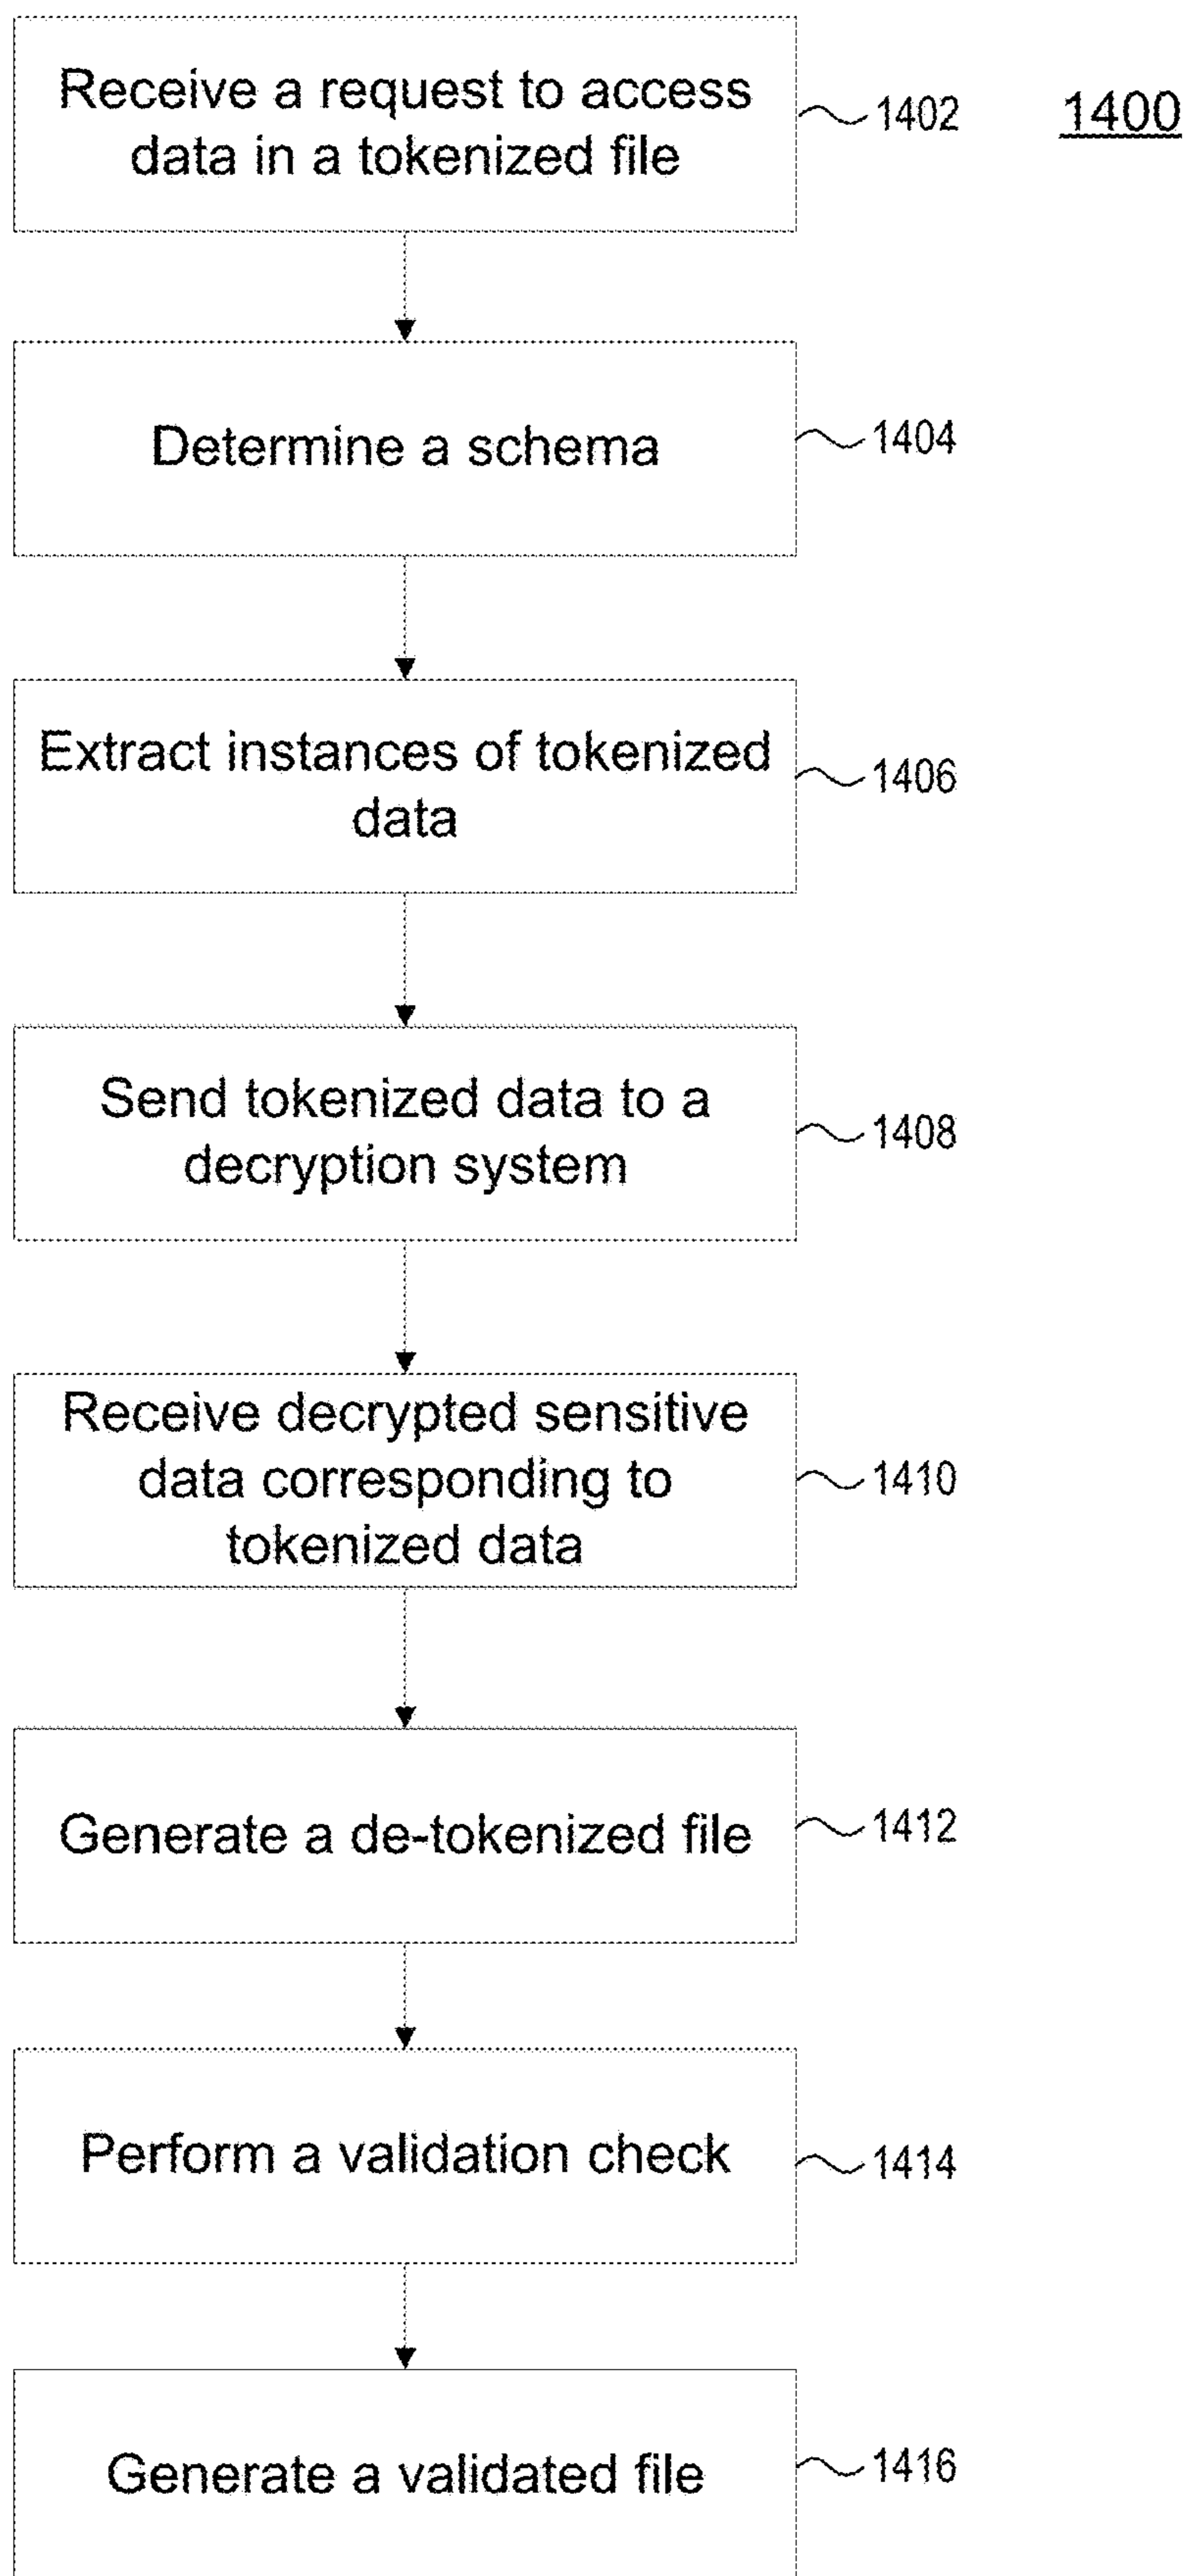 Receive a request to access
data in a tokenized file
1402
1400
Determine a schema
1404
Extract instances of tokenized
data
1406
Send tokenized data to a
decryption system
1408
Receive decrypted sensitive
data corresponding to
tokenized data
1410
Generate a de-tokenized file
1412
Perform a validation check
1414
Generate a validated file
1416